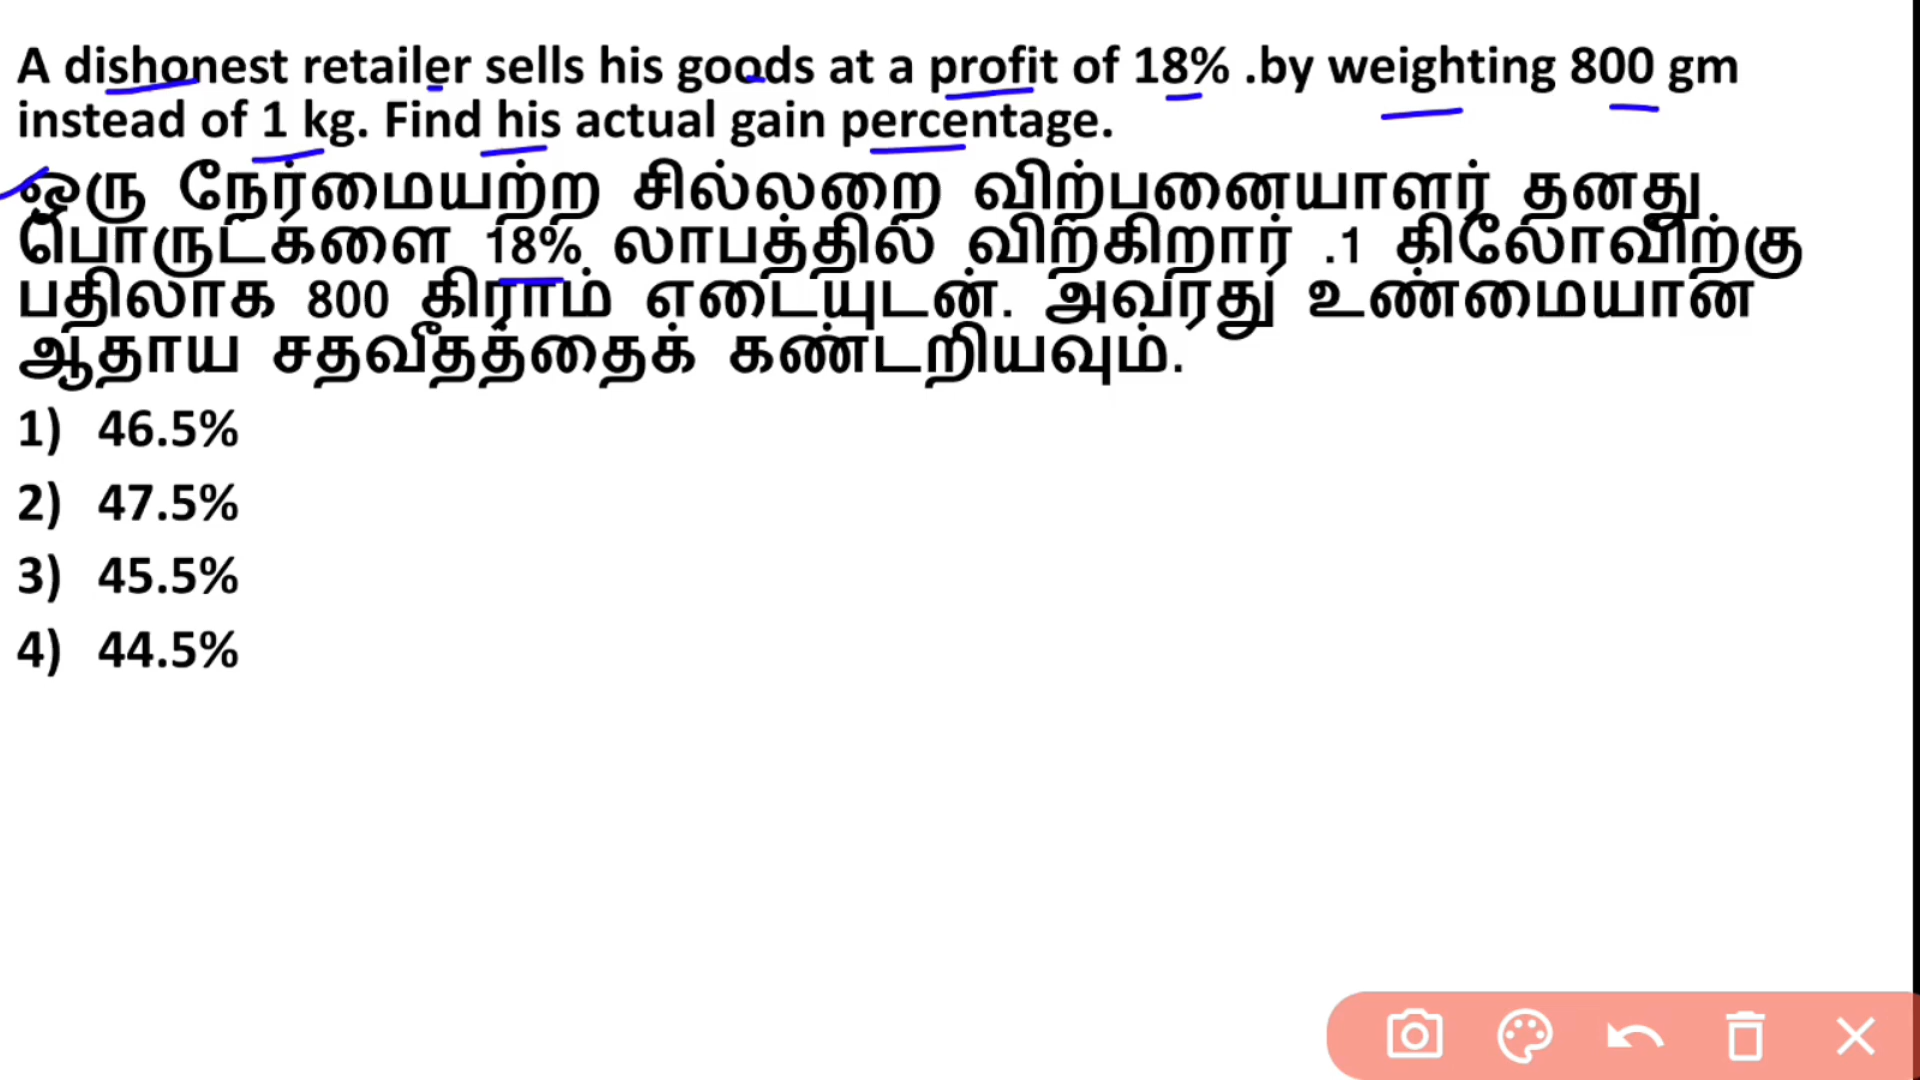 A dishonest retailer sells his goods at a profit of 18% .by weighting 800 gm
instead of 1 kg. Find his actual gain percentage.
ஒரு நேர்மையற்ற சில்லறை விற்பனையாளர் தனது
பொருட்களை 18% லாபத்தில் விற்கிறார் .1 கிலோவிற்கு
பதிலாக 800 கிராம் எடையுடன். அவரது உண்மையான
ஆதாய சதவீதத்தைக் கண்டறியவும்.
1) 46.5%
2) 47.5%
3) 45.5%
4) 44.5%